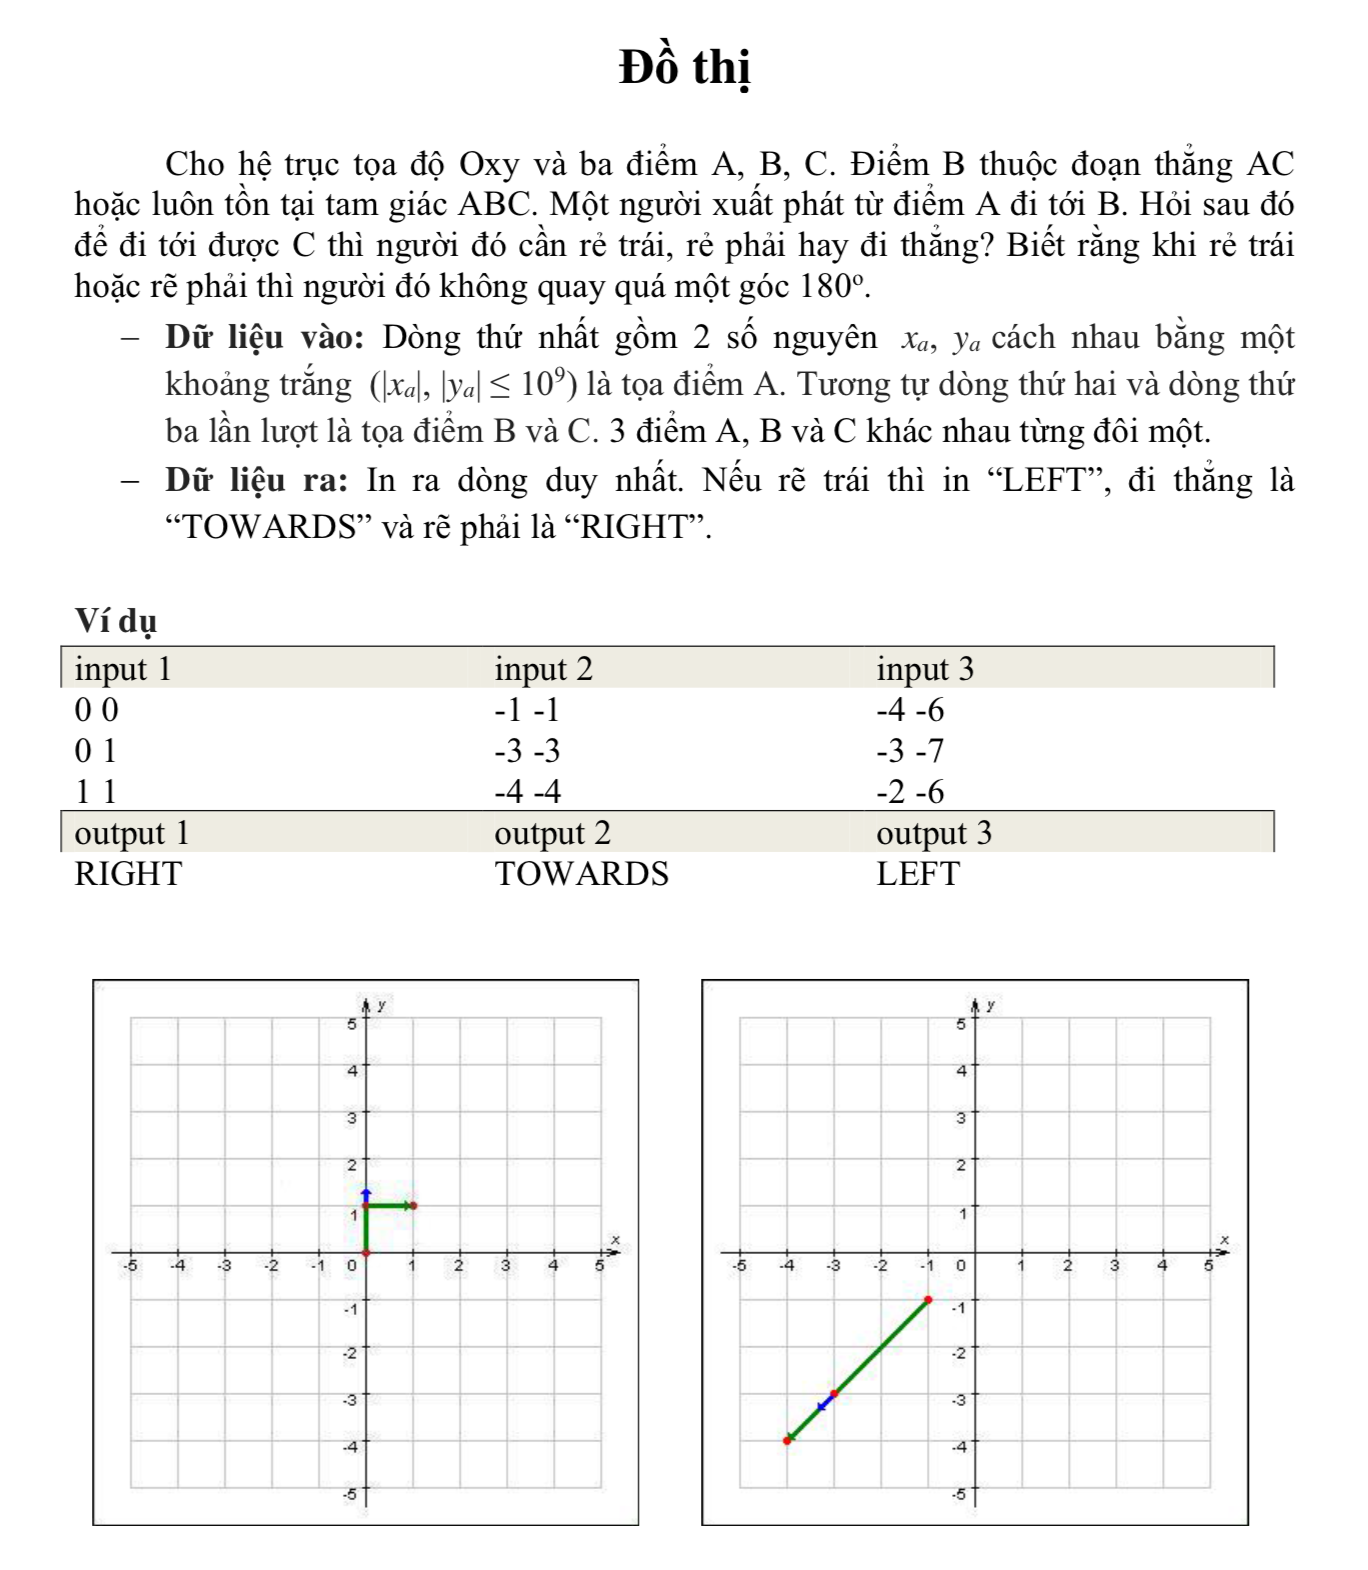 Đồ thị
Cho hệ trục tọa độ Oxy và ba điểm A, B, C. Điểm B thuộc đoạn thẳng AC
hoặc luôn tồn tại tam giác ABC. Một người xuất phát từ điểm A đi tới B. Hỏi sau đó
để đi tới được C thì người đó cần rẻ trái, rẻ phải hay đi thẳng? Biết rằng khi rẻ trái
hoặc rẽ phải thì người đó không quay quá một góc 180º.
– Dữ liệu vào: Dòng thứ nhất gồm 2 số nguyên xₐ, yₐ cách nhau bằng một
khoảng trắng (|xₐ|, |yₐ| ≤ 10⁹) là tọa điểm A. Tương tự dòng thứ hai và dòng thứ
ba lần lượt là tọa điểm B và C. 3 điểm A, B và C khác nhau từng đôi một.
– Dữ liệu ra: In ra dòng duy nhất. Nếu rẽ trái thì in “LEFT”, đi thẳng là
“TOWARDS” và rẽ phải là “RIGHT”.
Ví dụ
input 1 input 2 input 3
0 0 -1 -1 -4 -6
0 1 -3 -3 -3 -7
1 1 -4 -4 -2 -6
output 1 output 2 output 3
RIGHT TOWARDS LEFT
y
5
4
3
2
1
x
-5 -4 -3 -2 -1 0 1 2 3 4 5
-1
-2
-3
-4
-5
y
5
4
3
2
1
x
-5 -4 -3 -2 -1 0 1 2 3 4 5
-1
-2
-3
-4
-5